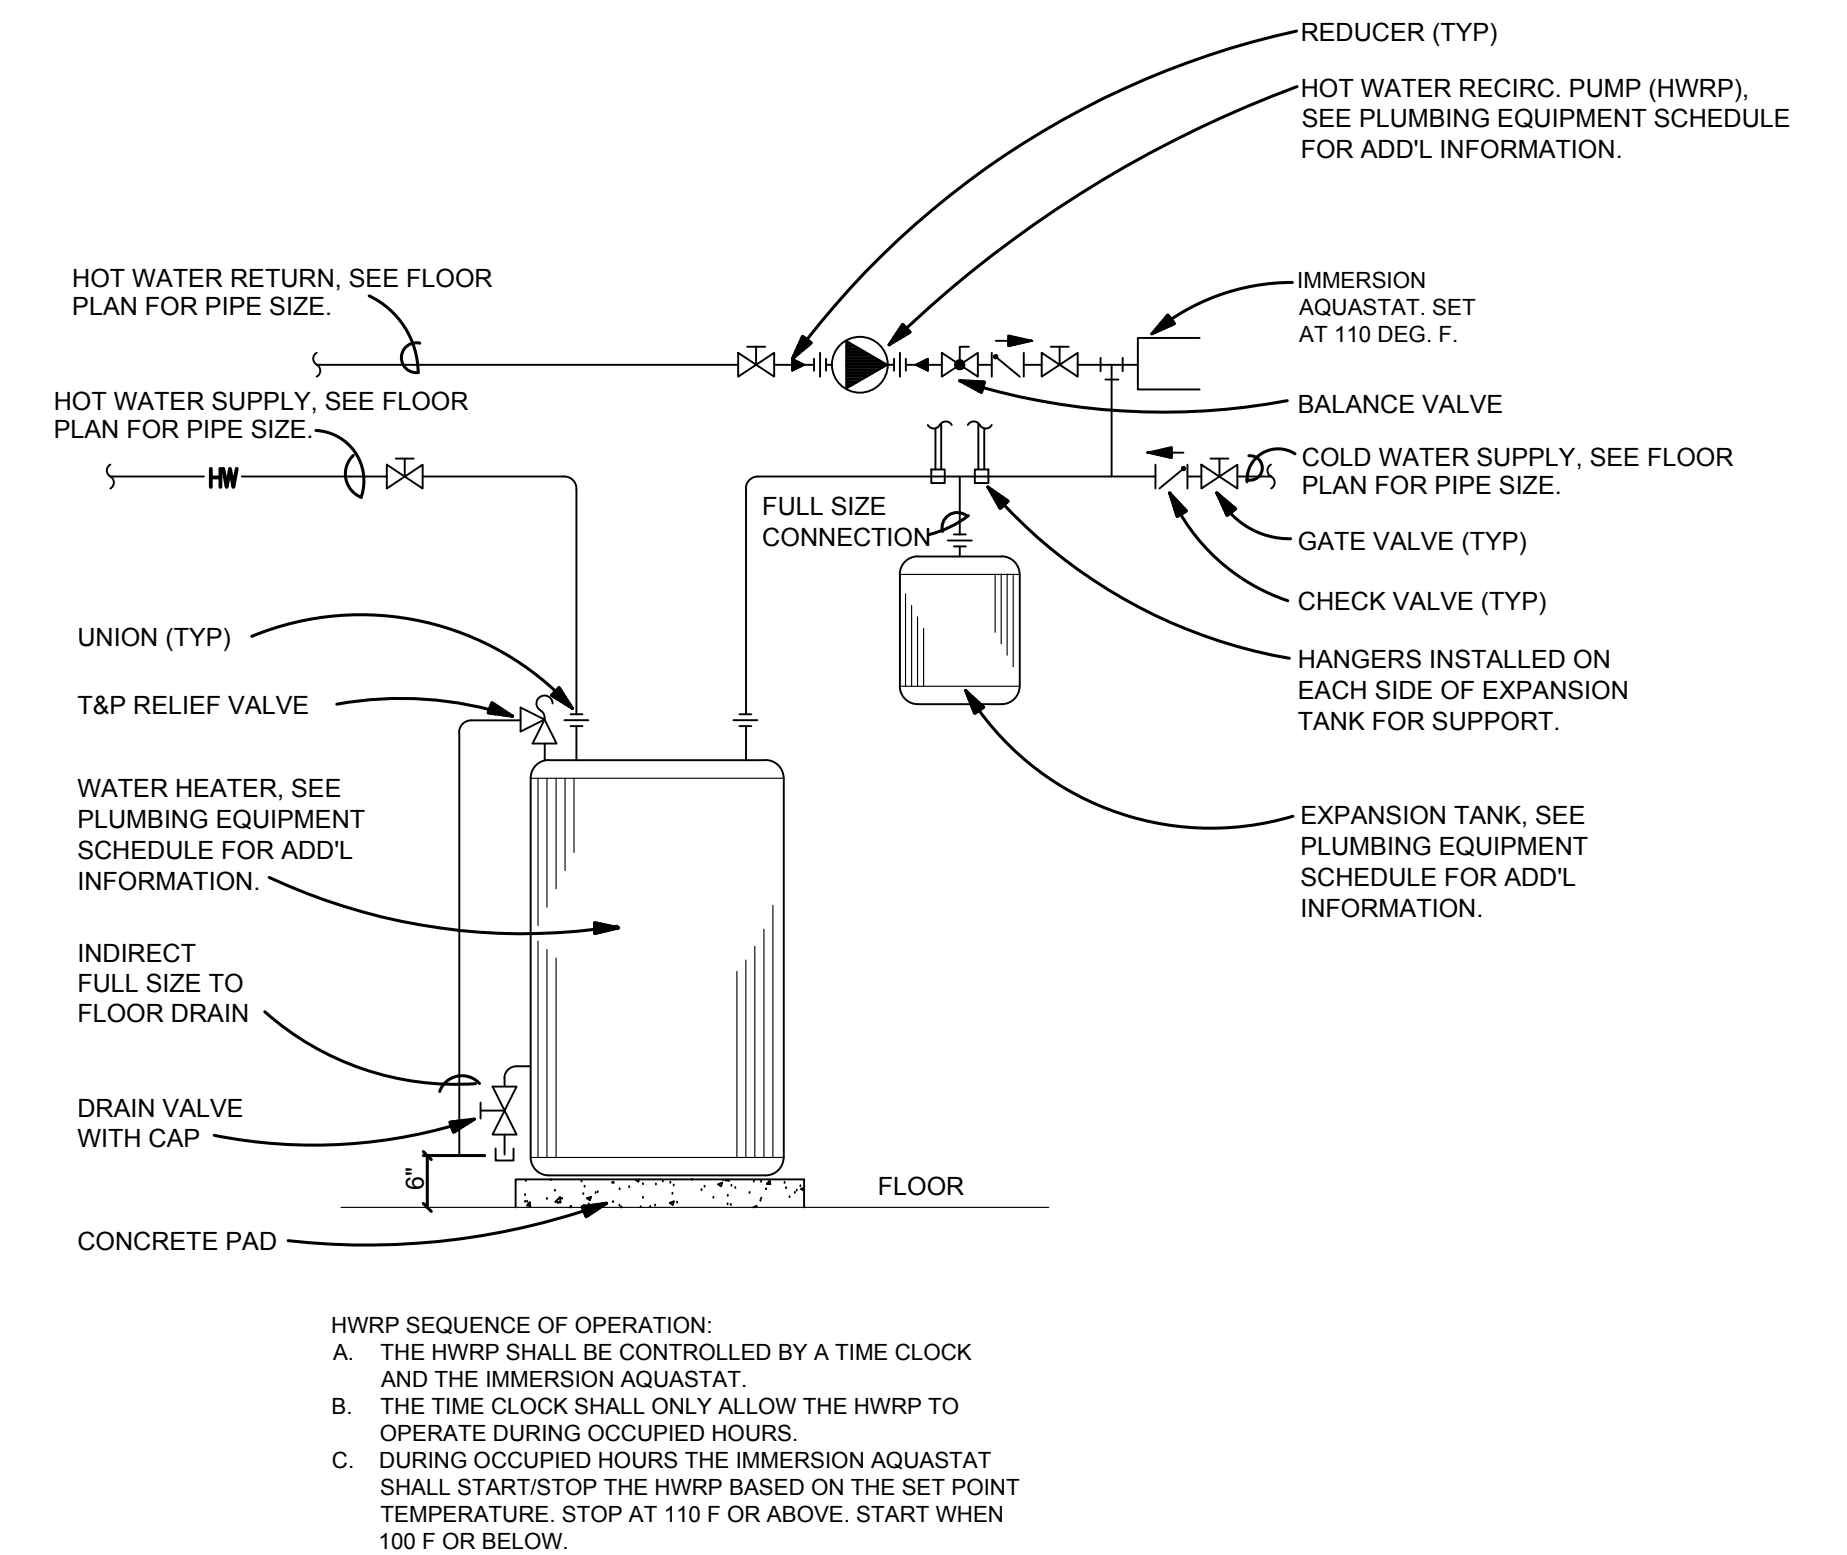 REDUCER (TYP)
HOT WATER RECIRC. PUMP (HWRP),
SEE PLUMBING EQUIPMENT SCHEDULE
FOR ADD'L INFORMATION.
HOT WATER RETURN, SEE FLOOR
PLAN FOR PIPE SIZE.
IMMERSION
AQUASTAT. SET
AT 110 DEG. F.
HOT WATER SUPPLY, SEE FLOOR
PLAN FOR PIPE SIZE.
BALANCE VALVE
HW
COLD WATER SUPPLY, SEE FLOOR
PLAN FOR PIPE SIZE.
FULL SIZE
CONNECTION
GATE VALVE (TYP)
CHECK VALVE (TYP)
UNION (TYP)
HANGERS INSTALLED ON
EACH SIDE OF EXPANSION
TANK FOR SUPPORT.
T&P RELIEF VALVE
WATER HEATER, SEE
PLUMBING EQUIPMENT
SCHEDULE FOR ADD'L
INFORMATION.
EXPANSION TANK, SEE
PLUMBING EQUIPMENT
SCHEDULE FOR ADD'L
INFORMATION.
INDIRECT
FULL SIZE TO
FLOOR DRAIN
DRAIN VALVE
WITH CAP
6"
FLOOR
CONCRETE PAD
HWRP SEQUENCE OF OPERATION:
A. THE HWRP SHALL BE CONTROLLED BY A TIME CLOCK
AND THE IMMERSION AQUASTAT.
B. THE TIME CLOCK SHALL ONLY ALLOW THE HWRP TO
OPERATE DURING OCCUPIED HOURS.
C. DURING OCCUPIED HOURS THE IMMERSION AQUASTAT
SHALL START/STOP THE HWRP BASED ON THE SET POINT
TEMPERATURE. STOP AT 110 F OR ABOVE. START WHEN
100 F OR BELOW.